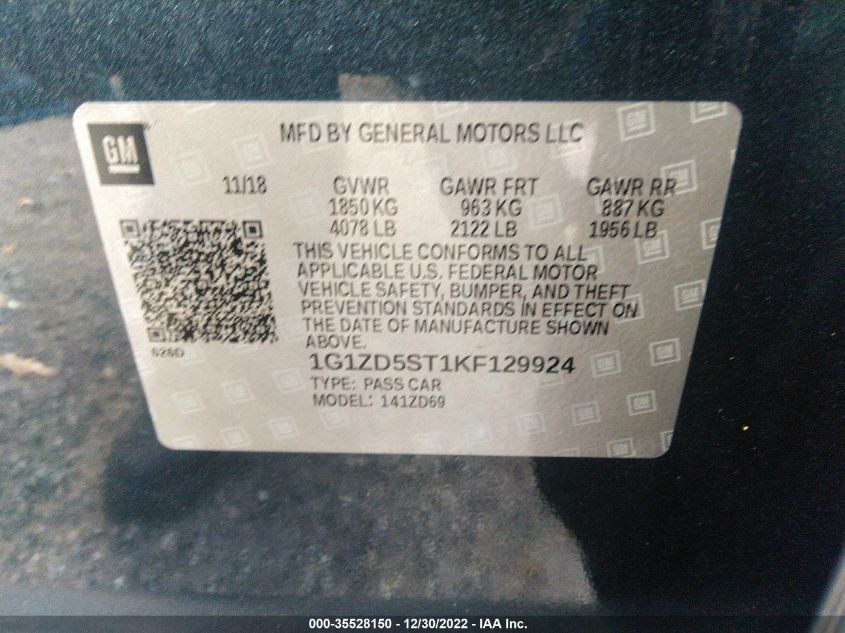 GM
MFD BY GENERAL MOTORS LLC
11/18 GVWR GAWR FRT GAWR RR
1850 KG 963 KG 887 KG
4078 LB 2122 LB 1956 LB
THIS VEHICLE CONFORMS TO ALL
APPLICABLE U.S. FEDERAL MOTOR
VEHICLE SAFETY, BUMPER, AND THEFT
PREVENTION STANDARDS IN EFFECT ON
THE DATE OF MANUFACTURE SHOWN
ABOVE.
628D
1G1ZD5ST1KF129924
TYPE: PASS CAR
MODEL: 141ZD69
000-35528150 - 12/30/2022 - IAA Inc.